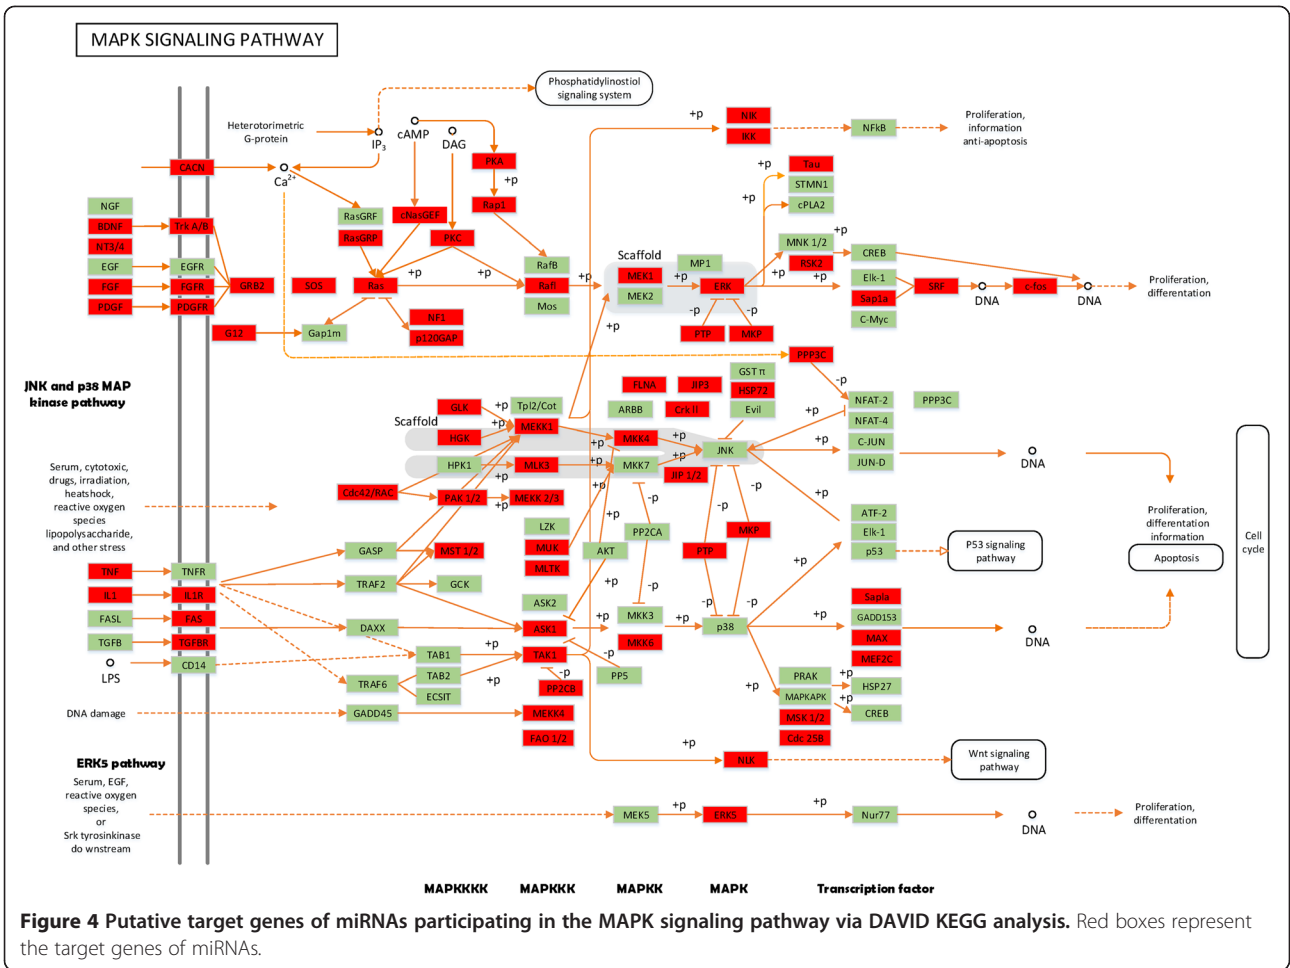 MAPK SIGNALING PATHWAY
Phosphatidylinostiol
signaling system
Heterotorimetric
G-protein
IP3
cAMP
DAG
+p
NIK
IKK
NFkB
Proliferation,
information
anti-apoptosis
CACN
Ca2+
PKA
+p
Rap1
+p
Tau
STMN1
cPLA2
+p
NGF
BDNF
NT3/4
EGF
FGF
PDGF
Trk A/B
EGFR
FGFR
PDGFR
GRB2
SOS
G12
RasGRF
RasGRP
cNasGEF
PKC
Ras
+p
+p
Gap1m
NF1
p120GAP
RafB
Rafl
Mos
+p
Scaffold
MEK1
MEK2
+p
MP1
ERK
+p
+p
-p
-p
PTP
MKP
+p
MNK 1/2
RSK2
+p
CREB
Elk-1
Sap1a
C-Myc
SRF
DNA
c-fos
DNA
Proliferation,
differentiation
JNK and p38 MAP
kinase pathway
PPP3C
-p
NFAT-2
PPP3C
NFAT-4
C-JUN
JUN-D
+p
+p
DNA
FLNA
JIP3
GST π
HSP72
Evil
ARBB
Crk II
Scaffold
GLK
+p
HGK
+p
HPK1
Tpl2/Cot
MEKK1
MLK3
+p
+p
+p
MKK4
MKK7
+p
+p
JNK
JIP 1/2
Cdc42/RAC
PAK 1/2
+p
MEKK 2/3
Serum, cytotoxic,
drugs, irradiation,
heatshock,
reactive oxygen
species
lipopolysaccharide,
and other stress
LZK
MUK
MLTK
+p
AKT
+p
-p
PP2CA
-p
-p
-p
PTP
MKP
-p
-p
+p
ATF-2
Elk-1
p53
P53 signaling
pathway
Proliferation,
differentiation
information
Apoptosis
Cell
cycle
GASP
MST 1/2
TRAF2
GCK
TNF
TNFR
IL1
IL1R
FASL
FAS
TGFB
TGFBR
LPS
CD14
ASK2
DAXX
ASK1
+p
MKK3
MKK6
+p
p38
+p
+p
Sapla
GADD153
MAX
MEF2C
DNA
TAB1
+p
TAK1
-p
TRAF6
TAB2
ECSIT
+p
-p
PP2CB
PP5
+p
PRAK
MAPKAPK
MSK 1/2
Cdc 25B
+p
+p
HSP27
CREB
DNA damage
GADD45
MEKK4
FAO 1/2
+p
NLK
Wnt signaling
pathway
ERK5 pathway
Serum, EGF,
reactive oxygen
species,
or
Srk tyrosinkinase
do wnstream
MEK5
+p
ERK5
+p
Nur77
DNA
Proliferation,
differentiation
MAPKKKK
MAPKKK
MAPKK
MAPK
Transcription factor
Figure 4 Putative target genes of miRNAs participating in the MAPK signaling pathway via DAVID KEGG analysis. Red boxes represent
the target genes of miRNAs.